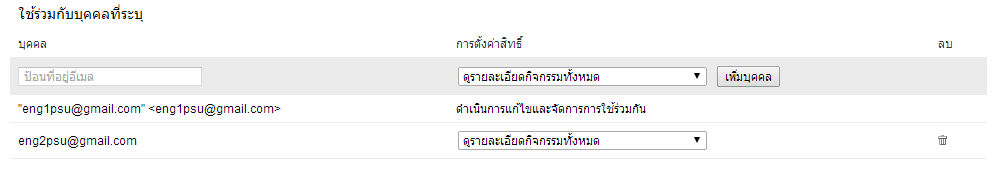 ใช้ร่วมกับบุคคลที่ระบุ
บุคคล การตั้งค่าสิทธิ์ ลบ
ป้อนที่อยู่อีเมล ดูรายละเอียดกิจกรรมทั้งหมด เพิ่มบุคคล
"eng1psu@gmail.com" <eng1psu@gmail.com> ดำเนินการแก้ไขและจัดการการใช้ร่วมกัน
eng2psu@gmail.com ดูรายละเอียดกิจกรรมทั้งหมด